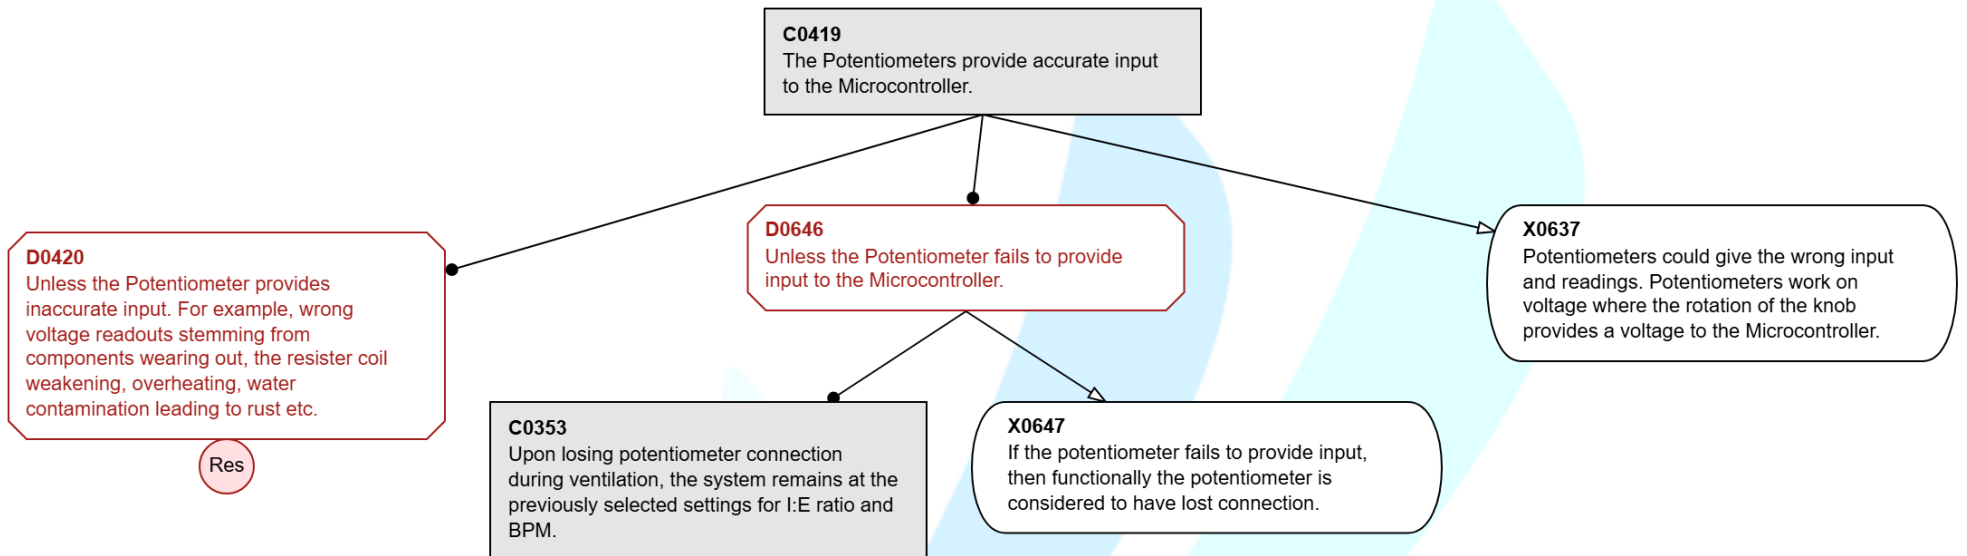 C0419
The Potentiometers provide accurate input
to the Microcontroller.
D0420
Unless the Potentiometer provides
inaccurate input. For example, wrong
voltage readouts stemming from
components wearing out, the resister coil
weakening, overheating, water
contamination leading to rust etc.
Res
D0646
Unless the Potentiometer fails to provide
input to the Microcontroller.
X0637
Potentiometers could give the wrong input
and readings. Potentiometers work on
voltage where the rotation of the knob
provides a voltage to the Microcontroller.
C0353
Upon losing potentiometer connection
during ventilation, the system remains at the
previously selected settings for I:E ratio and
BPM.
X0647
If the potentiometer fails to provide input,
then functionally the potentiometer is
considered to have lost connection.